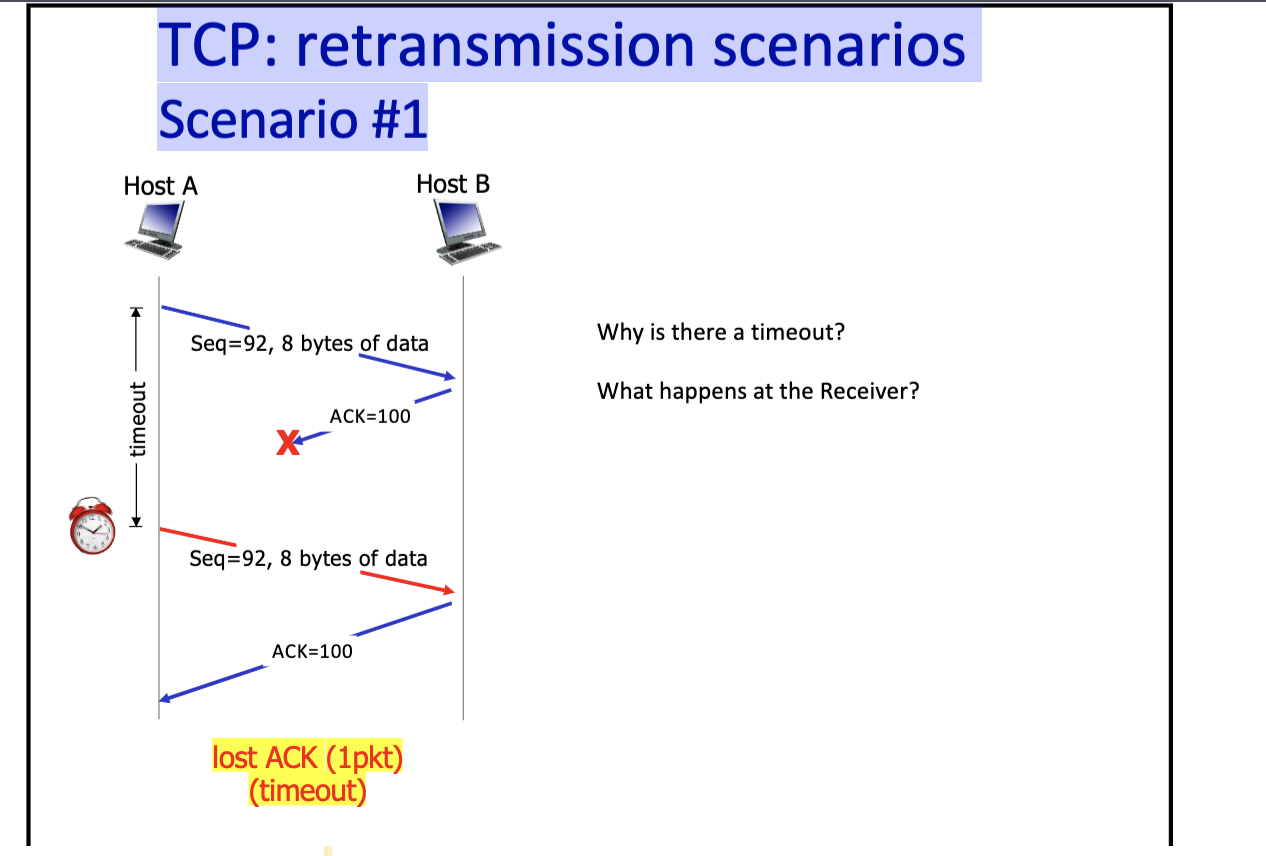 TCP: retransmission scenarios
Scenario #1
Host A
Host B
Seq=92, 8 bytes of data
Why is there a timeout?
What happens at the Receiver?
ACK=100
X
timeout
Seq=92, 8 bytes of data
ACK=100
lost ACK (1pkt)
(timeout)